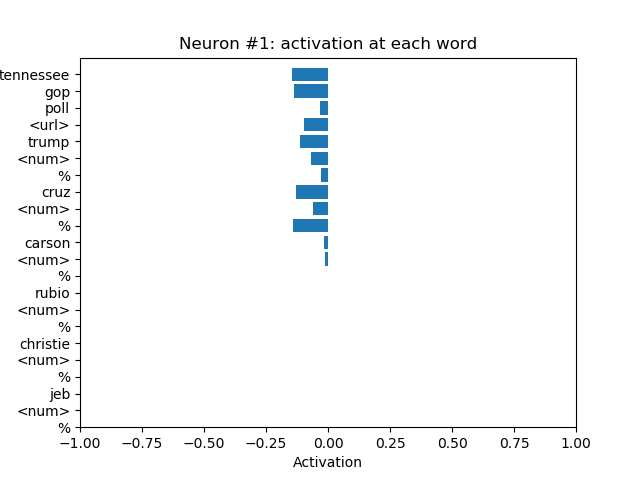 Neuron #1: activation at each word
tennessee
gop
poll
<url>
trump
<num>
%
cruz
<num>
%
carson
<num>
%
rubio
<num>
%
christie
<num>
%
jeb
<num>
%
−1.00 −0.75 −0.50 −0.25 0.00 0.25 0.50 0.75 1.00
Activation